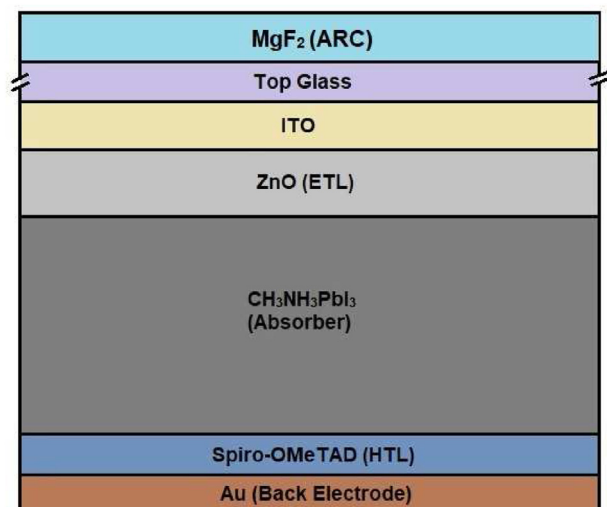 MgF₂ (ARC)
Top Glass
ITO
ZnO (ETL)
CH₃NH₃PbI₃
(Absorber)
Spiro-OMeTAD (HTL)
Au (Back Electrode)